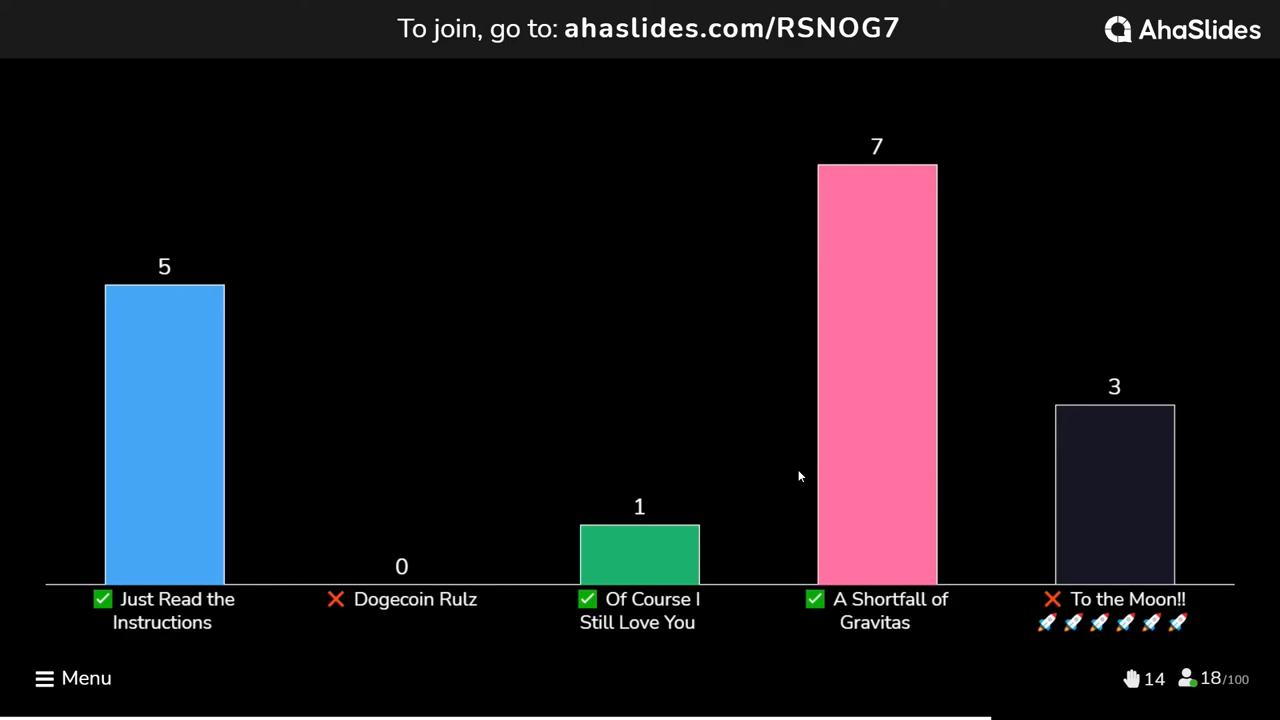 To join, go to: ahaslides.com/RSNOG7
AhaSlides
7
5
3
1
0
✅ Just Read the
Instructions
❌ Dogecoin Rulz
✅ Of Course I
Still Love You
✅ A Shortfall of
Gravitas
❌ To the Moon!!
🚀🚀🚀🚀🚀🚀
Menu
14
18/100